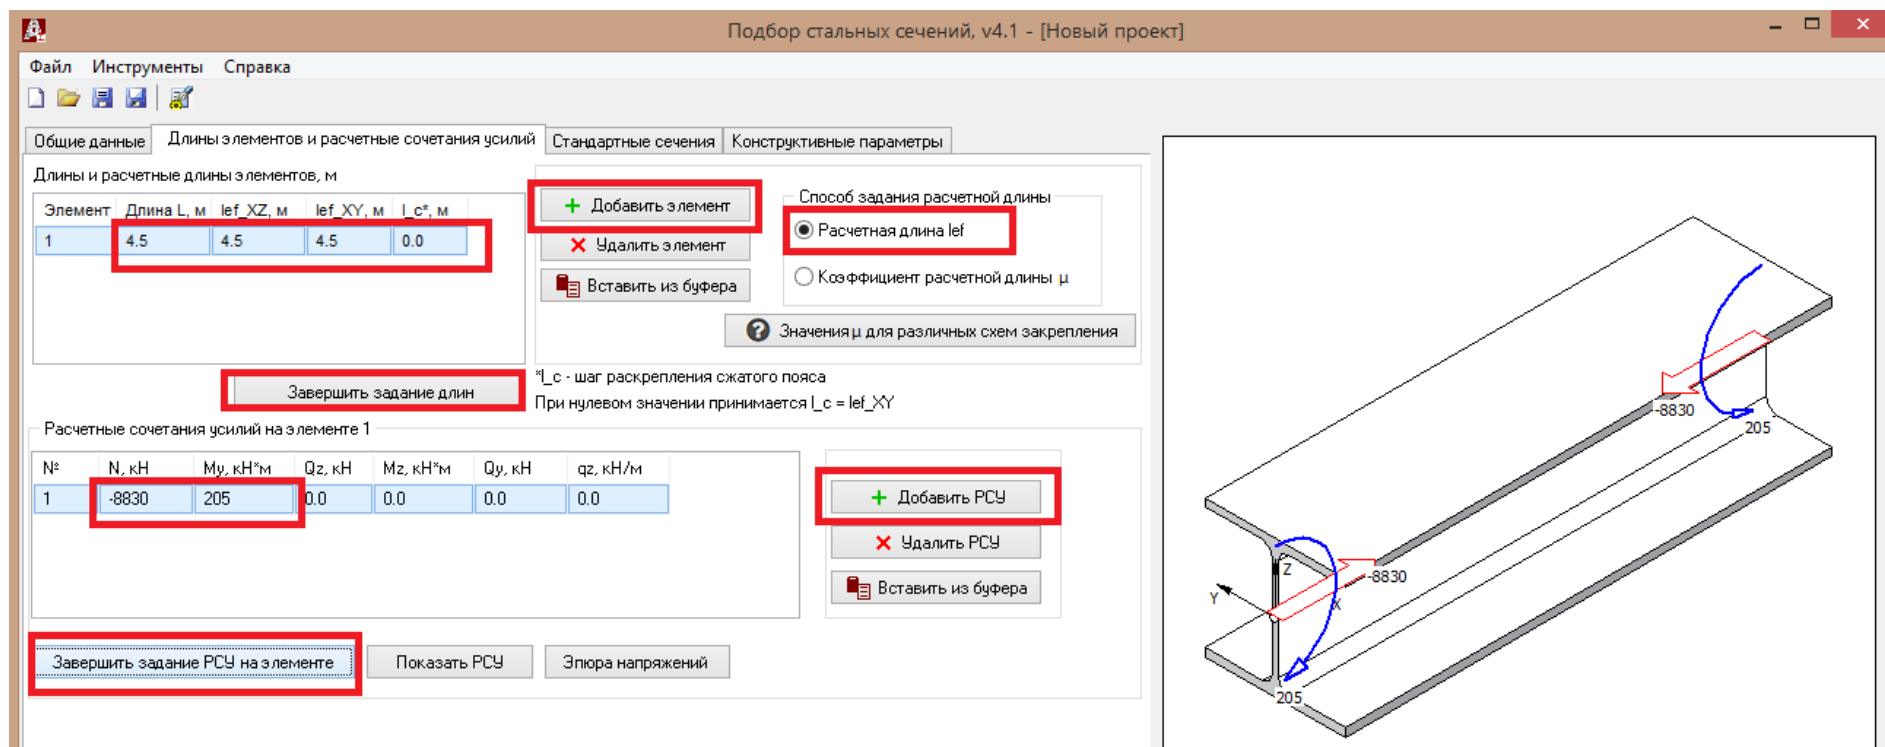 Подбор стальных сечений, v4.1 - [Новый проект]
Файл Инструменты Справка
Общие данные Длины элементов и расчетные сочетания усилий Стандартные сечения Конструктивные параметры
Длины и расчетные длины элементов, м
Элемент Длина L, м lef_XZ, м lef_XY, м l_c*, м
1 4.5 4.5 4.5 0.0
Добавить элемент
Удалить элемент
Вставить из буфера
Способ задания расчетной длины
Расчетная длина lef
Коэффициент расчетной длины μ
Значения μ для различных схем закрепления
Завершить задание длин
*l_c - шаг раскрепления сжатого пояса
При нулевом значении принимается l_c = lef_XY
Расчетные сочетания усилий на элементе 1
№ N, кН My, кН*м Qz, кН Mz, кН*м Qy, кН qz, кН/м
1 -8830 205 0.0 0.0 0.0 0.0
Добавить РСУ
Удалить РСУ
Вставить из буфера
Завершить задание РСУ на элементе Показать РСУ Эпюра напряжений
-8830
205
Z
-8830
Y
X
205